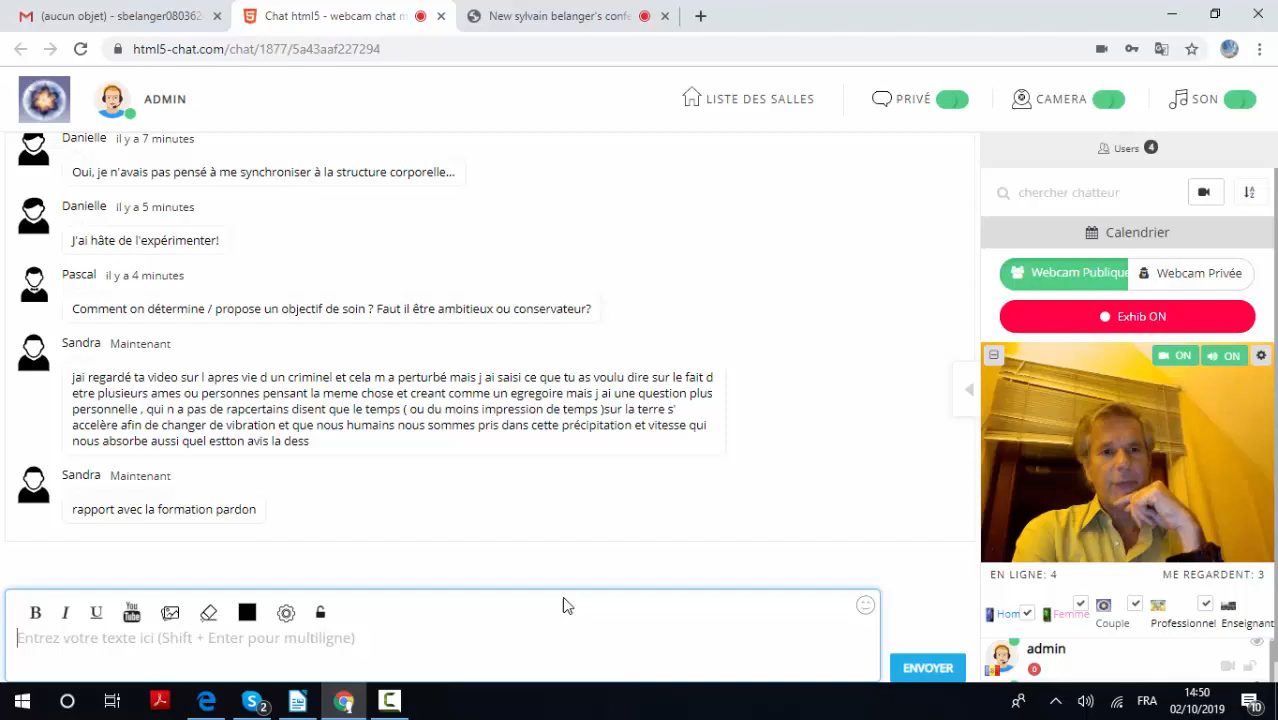 (aucun objet) - sbelanger080362
Chat html5 - webcam chat m
New sylvain belanger's confe
html5-chat.com/chat/1877/5a43aaf227294
ADMIN
LISTE DES SALLES
PRIVÉ
CAMERA
SON
Danielle il y a 7 minutes
Oui, je n'avais pas pensé à me synchroniser à la structure corporelle...
Danielle il y a 5 minutes
J'ai hâte de l'expérimenter!
Pascal il y a 4 minutes
Comment on détermine / propose un objectif de soin ? Faut il être ambitieux ou conservateur?
Sandra Maintenant
jai regardé ta video sur l apres vie d un criminel et cela m a perturbé mais j ai saisi ce que tu as voulu dire sur le fait d
etre plusieurs ames ou personnes pensant la meme chose et creant comme un egregoire mais j ai une question plus
personnelle , qui n a pas de rapcertains disent que le temps ( ou du moins impression de temps )sur la terre s'
accelère afin de changer de vibration et que nous humains nous sommes pris dans cette précipitation et vitesse qui
nous absorbe aussi quel estton avis la dess
Sandra Maintenant
rapport avec la formation pardon
B I U You Tube
Entrez votre texte ici (Shift + Enter pour multiligne)
ENVOYER
Users 4
chercher chatteur
Calendrier
Webcam Publique
Webcam Privée
Exhib ON
ON
ON
EN LIGNE: 4
ME REGARDENT: 3
Hom
Femme
Couple
Professionnel
Enseignant
admin
0
2
FRA
14:50
02/10/2019
10